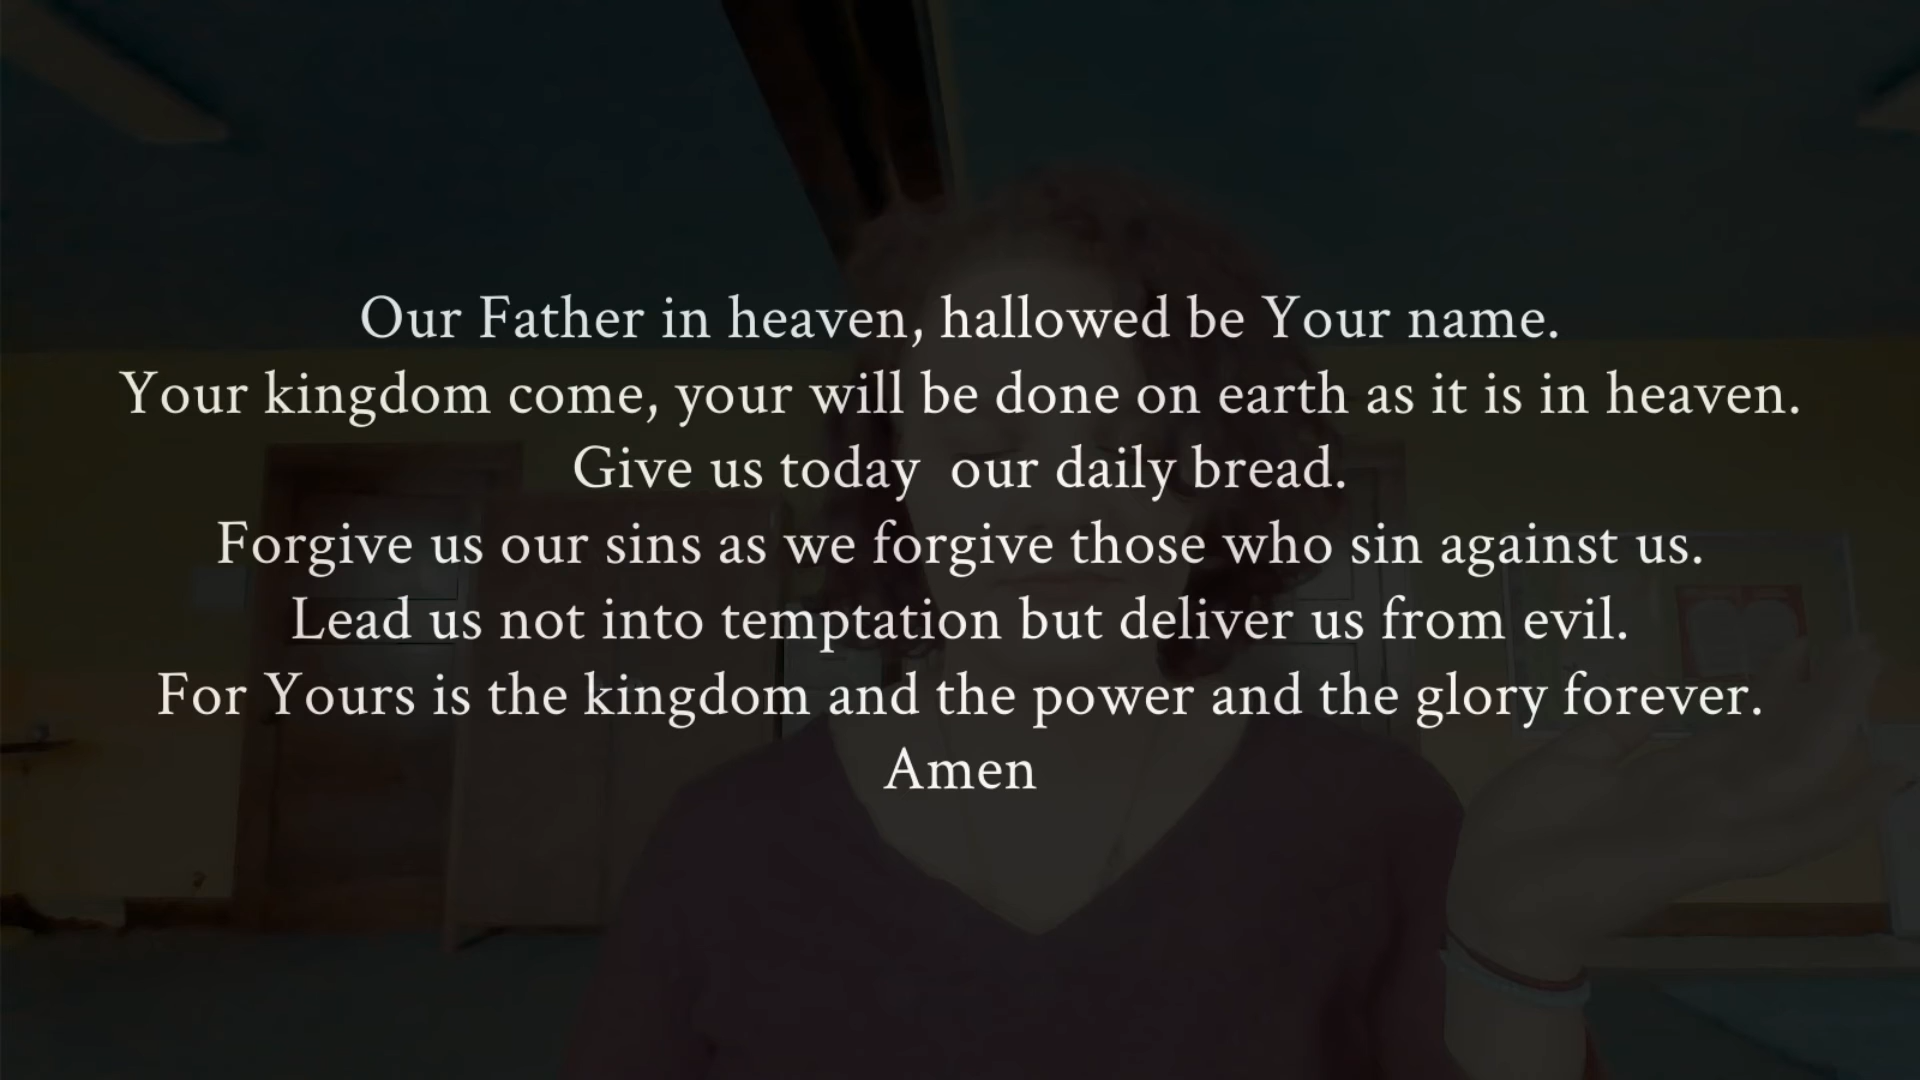 Our Father in heaven, hallowed be Your name.
Your kingdom come, your will be done on earth as it is in heaven.
Give us today  our daily bread.
Forgive us our sins as we forgive those who sin against us.
Lead us not into temptation but deliver us from evil.
For Yours is the kingdom and the power and the glory forever.
Amen